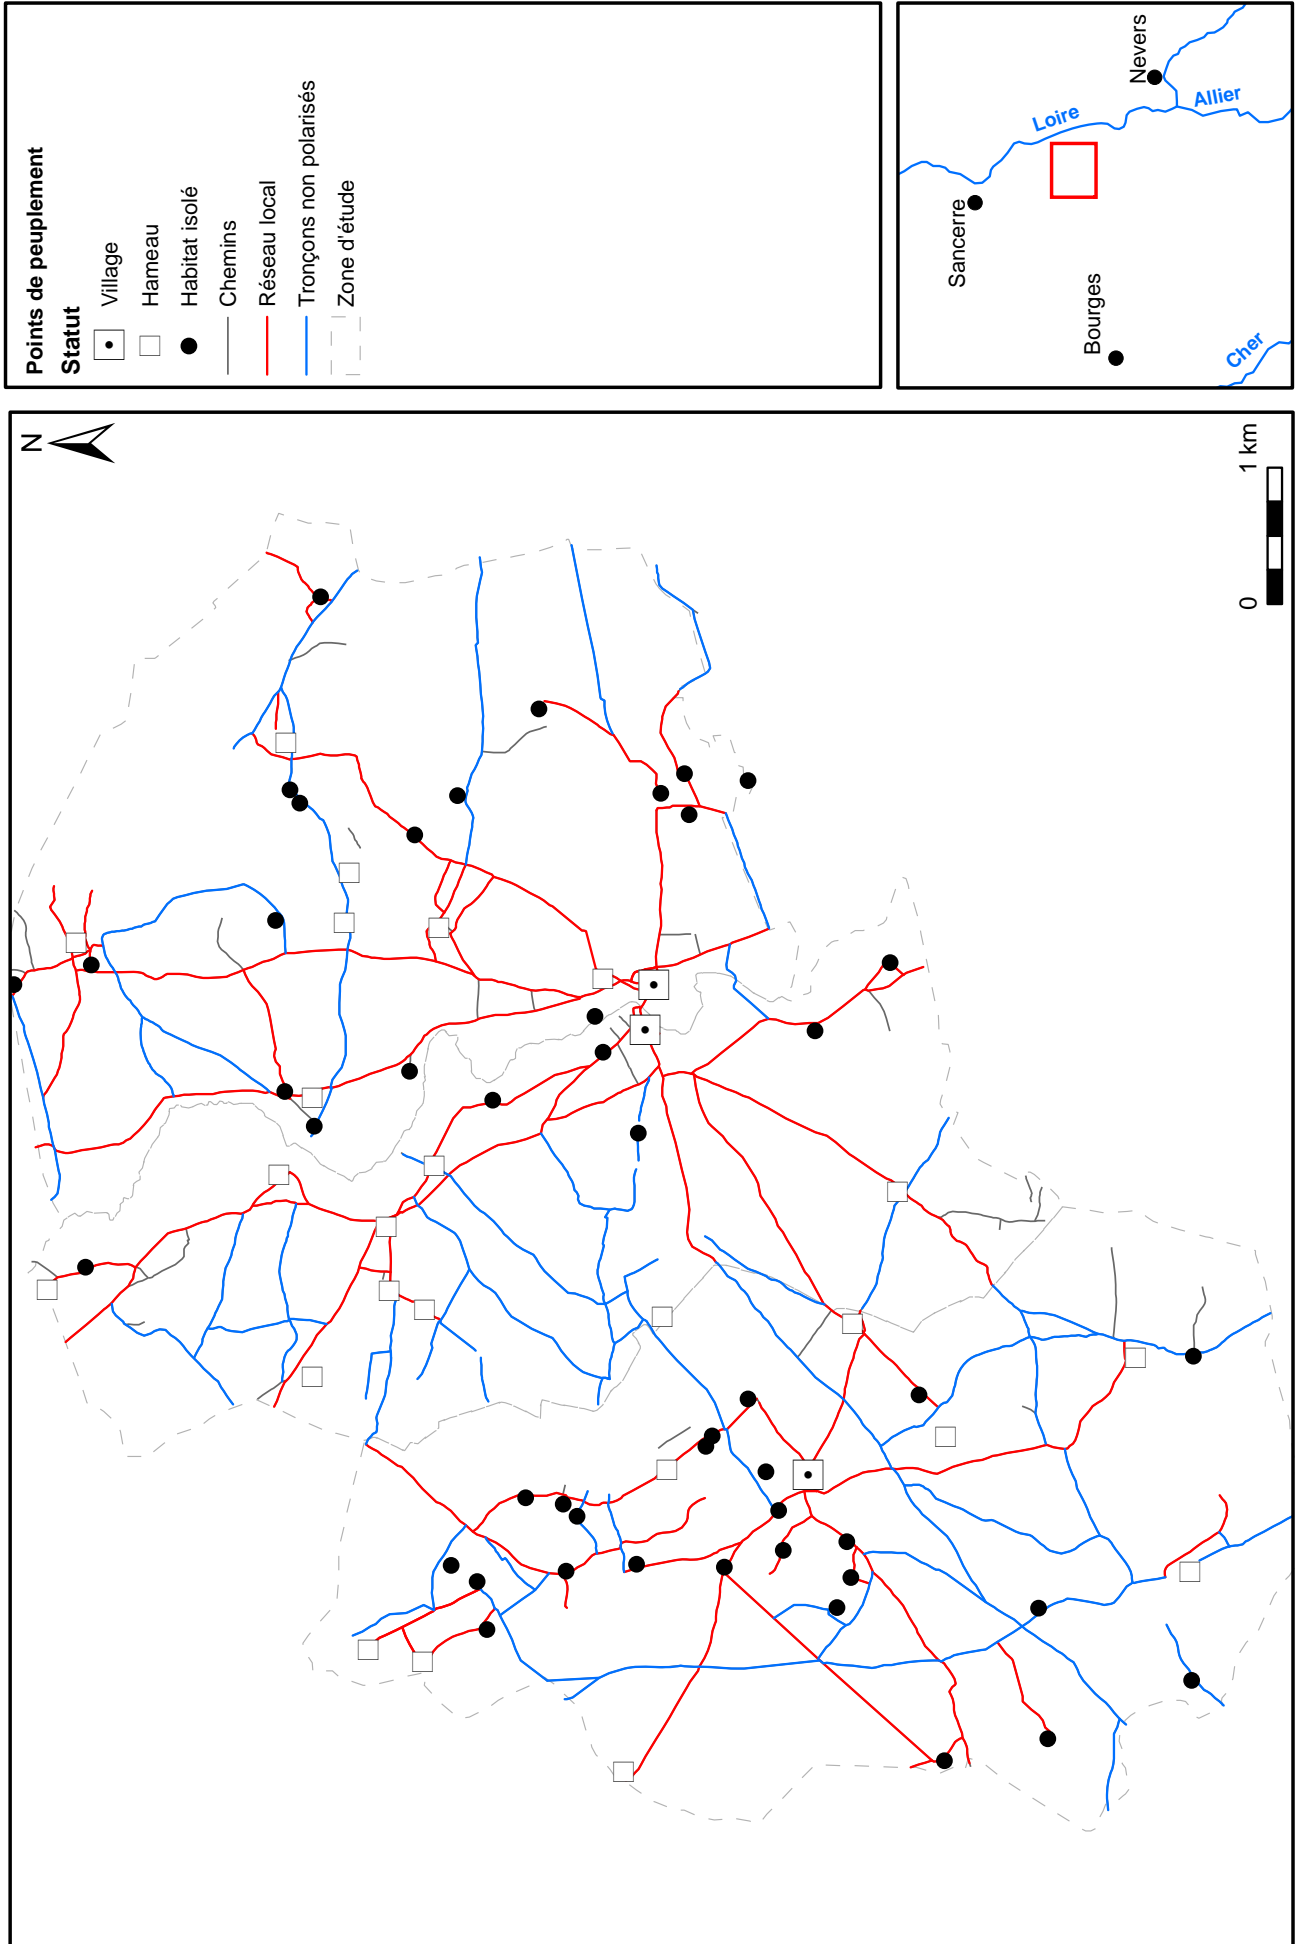 Points de peuplement
Statut
Village
Hameau
Habitat isolé
Chemins
Réseau local
Tronçons non polarisés
Zone d'étude
Sancerre
Bourges
Nevers
Loire
Allier
Cher
N
0 1 km